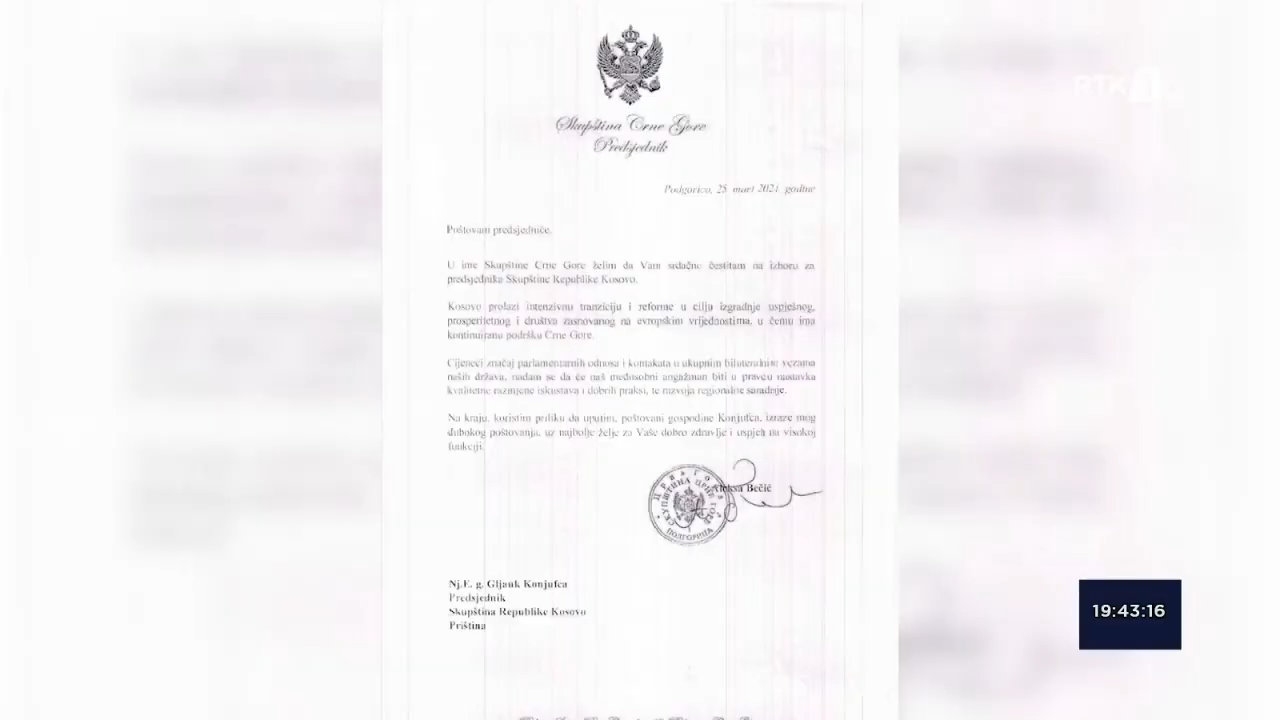 RTK 1
Skupština Crne Gore
Predsjednik
Podgorica, 25. mart 2021. godine
Poštovani predsjedniče,
U ime Skupštine Crne Gore želim da Vam srdačno čestitam na izboru za
predsjednika Skupštine Republike Kosovo.
Kosovo prolazi intenzivnu tranziciju i reforme u cilju izgradnje uspješnog,
prosperitetnog i društva zasnovanog na evropskim vrijednostima, u čemu ima
kontinuiranu podršku Crne Gore.
Cijeneći značaj parlamentarnih odnosa i kontakata u ukupnim bilateralnim vezama
naših država, nadam se da će naš međusobni angažman biti u pravcu nastavka
kvalitetne razmjene iskustava i dobrih praksi, te razvoja regionalne saradnje.
Na kraju, koristim priliku da uputim, poštovani gospodine Konjufca, izraze mog
dubokog poštovanja, uz najbolje želje za Vaše dobro zdravlje i uspjeh na visokoj
funkciji.
Aleksa Bečić
Црна Гора
СКУПШТИНА ЦРНЕ ГОРЕ
ПОДГОРИЦА
Nj.E. g. Gljauk Konjufca
Predsjednik
Skupština Republike Kosovo
Priština
19:43:16